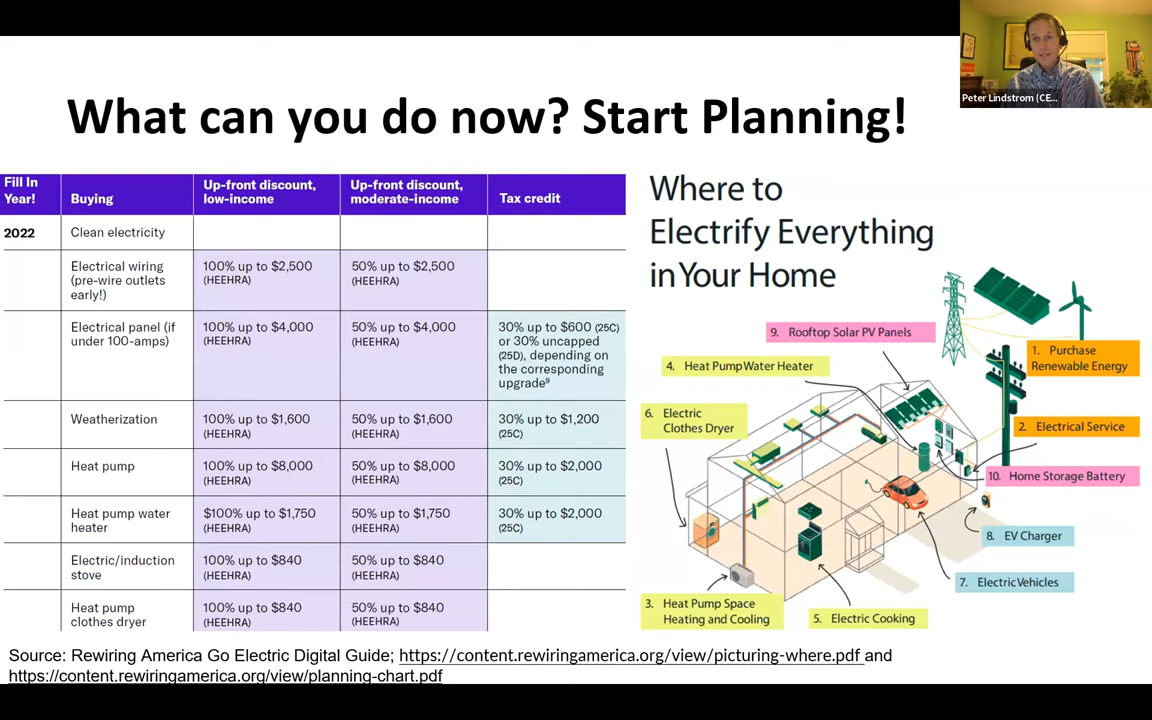 Peter Lindstrom (CE...
What can you do now? Start Planning!
Fill In
Year!
Buying
Up-front discount,
low-income
Up-front discount,
moderate-income
Tax credit
2022
Clean electricity
Electrical wiring
(pre-wire outlets
early!)
100% up to $2,500
(HEEHRA)
50% up to $2,500
(HEEHRA)
Electrical panel (if
under 100-amps)
100% up to $4,000
(HEEHRA)
50% up to $4,000
(HEEHRA)
30% up to $600 (25C)
or 30% uncapped
(25D), depending on
the corresponding
upgrade⁹
Weatherization
100% up to $1,600
(HEEHRA)
50% up to $1,600
(HEEHRA)
30% up to $1,200
(25C)
Heat pump
100% up to $8,000
(HEEHRA)
50% up to $8,000
(HEEHRA)
30% up to $2,000
(25C)
Heat pump water
heater
$100% up to $1,750
(HEEHRA)
50% up to $1,750
(HEEHRA)
30% up to $2,000
(25C)
Electric/induction
stove
100% up to $840
(HEEHRA)
50% up to $840
(HEEHRA)
Heat pump
clothes dryer
100% up to $840
(HEEHRA)
50% up to $840
(HEEHRA)
Where to
Electrify Everything
in Your Home
9. Rooftop Solar PV Panels
1. Purchase
Renewable Energy
4. Heat Pump Water Heater
6. Electric
Clothes Dryer
2. Electrical Service
10. Home Storage Battery
8. EV Charger
7. Electric Vehicles
3. Heat Pump Space
Heating and Cooling
5. Electric Cooking
Source: Rewiring America Go Electric Digital Guide; https://content.rewiringamerica.org/view/picturing-where.pdf and
https://content.rewiringamerica.org/view/planning-chart.pdf